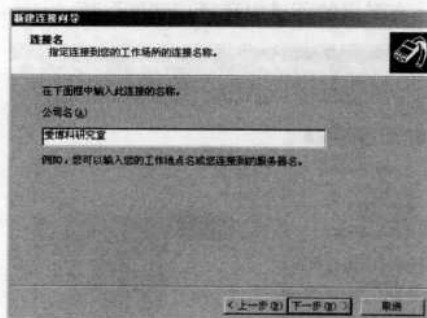 新建连接向导
连接名
指定连接到您的工作场所的连接名称。
在下面框中输入此连接的名称。
公司名(A)
爱博科研究室
例如，您可以输入您的工作地点名或您连接到的服务器名。
<上一步(B)
下一步(N)>
取消